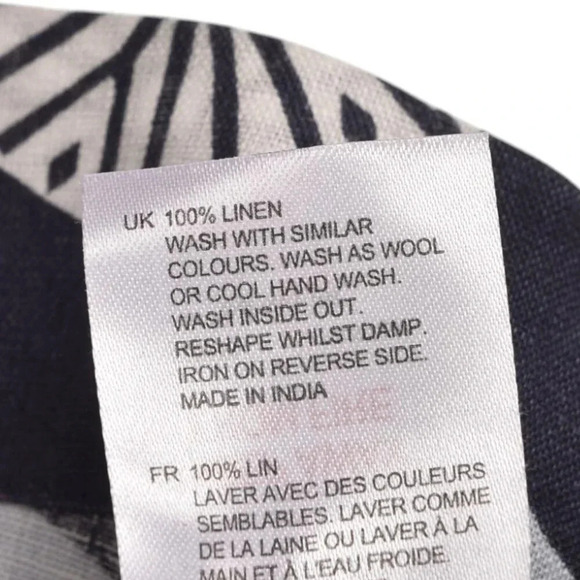 UK 100% LINEN
WASH WITH SIMILAR
COLOURS. WASH AS WOOL
OR COOL HAND WASH.
WASH INSIDE OUT.
RESHAPE WHILST DAMP.
IRON ON REVERSE SIDE.
MADE IN INDIA
FR 100% LIN
LAVER AVEC DES COULEURS
SEMBLABLES. LAVER COMME
DE LA LAINE OU LAVER À LA
MAIN ET À L'EAU FROIDE.